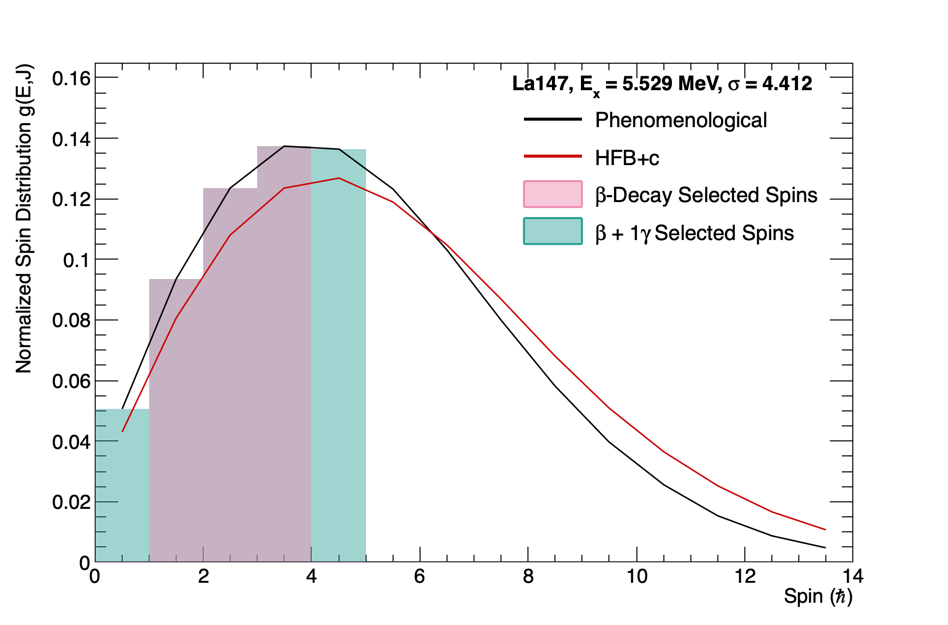 La147, Ex = 5.529 MeV, σ = 4.412
Phenomenological
HFB+c
β-Decay Selected Spins
β + 1γ Selected Spins
Normalized Spin Distribution g(E,J)
0.16
0.14
0.12
0.1
0.08
0.06
0.04
0.02
0
0 2 4 6 8 10 12 14
Spin (ℏ)